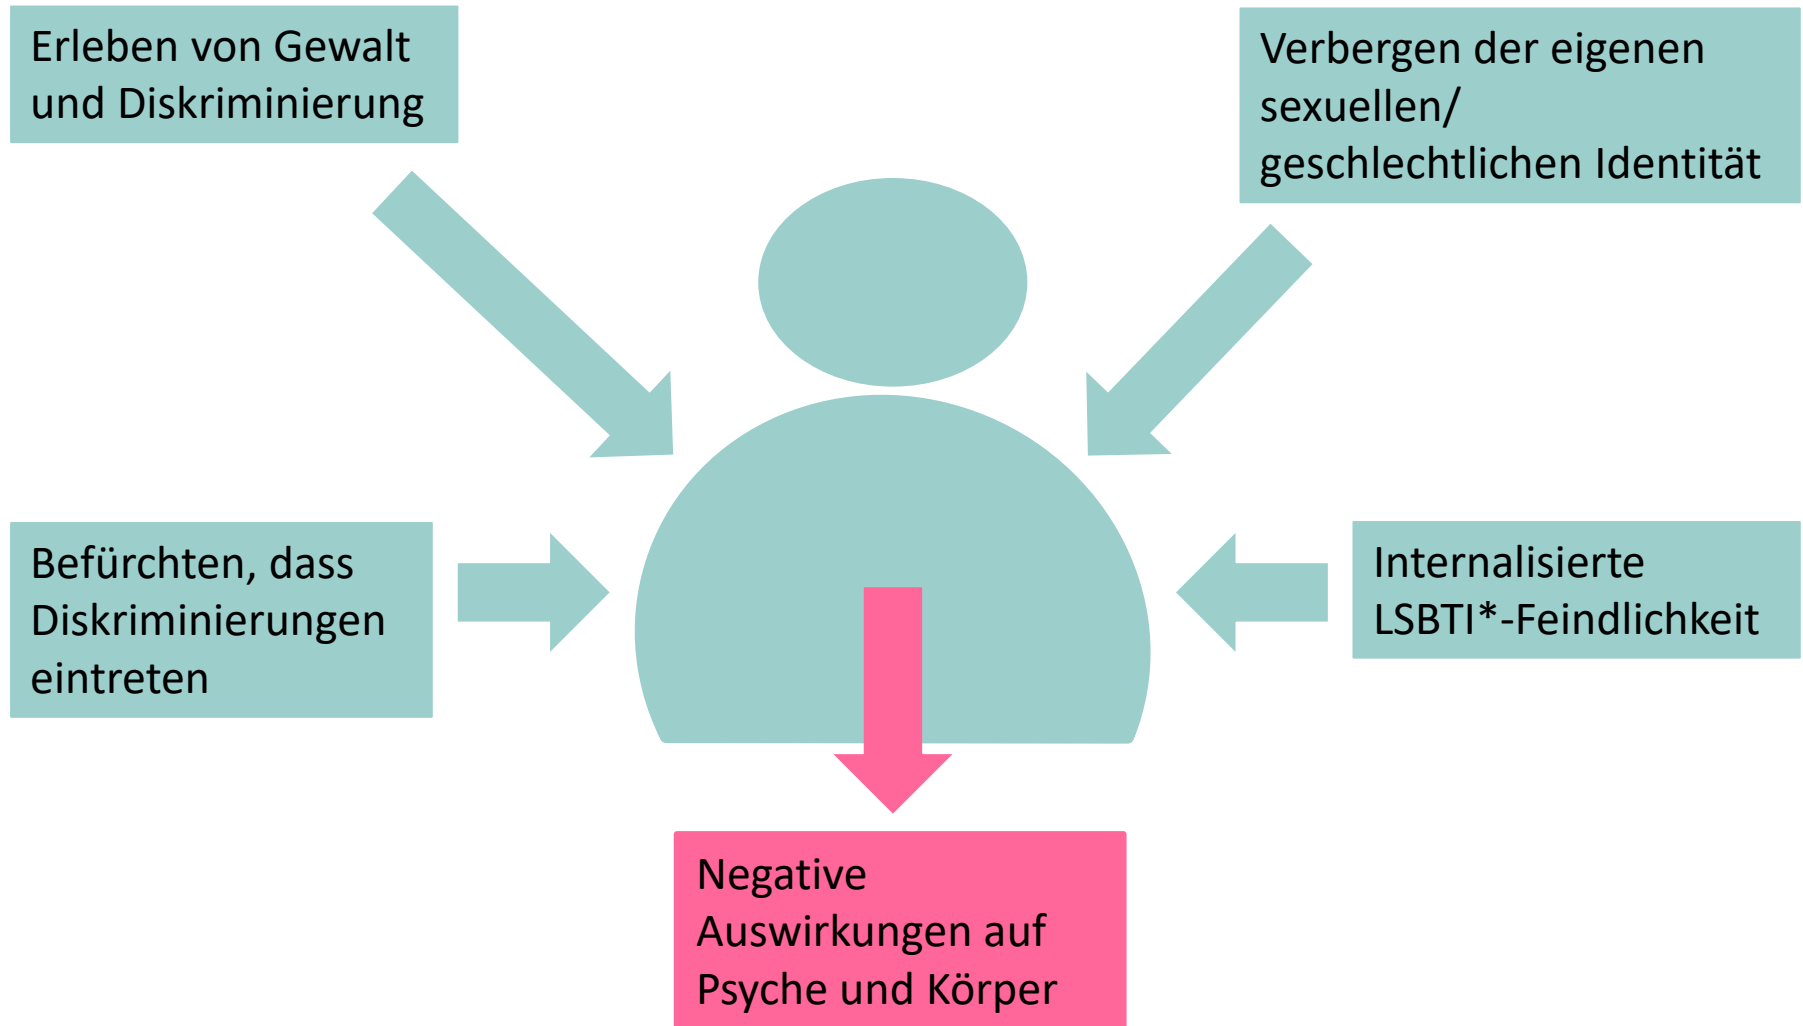 Erleben von Gewalt
und Diskriminierung
Verbergen der eigenen
sexuellen/
geschlechtlichen Identität
Befürchten, dass
Diskriminierungen
eintreten
Internalisierte
LSBTI*-Feindlichkeit
Negative
Auswirkungen auf
Psyche und Körper